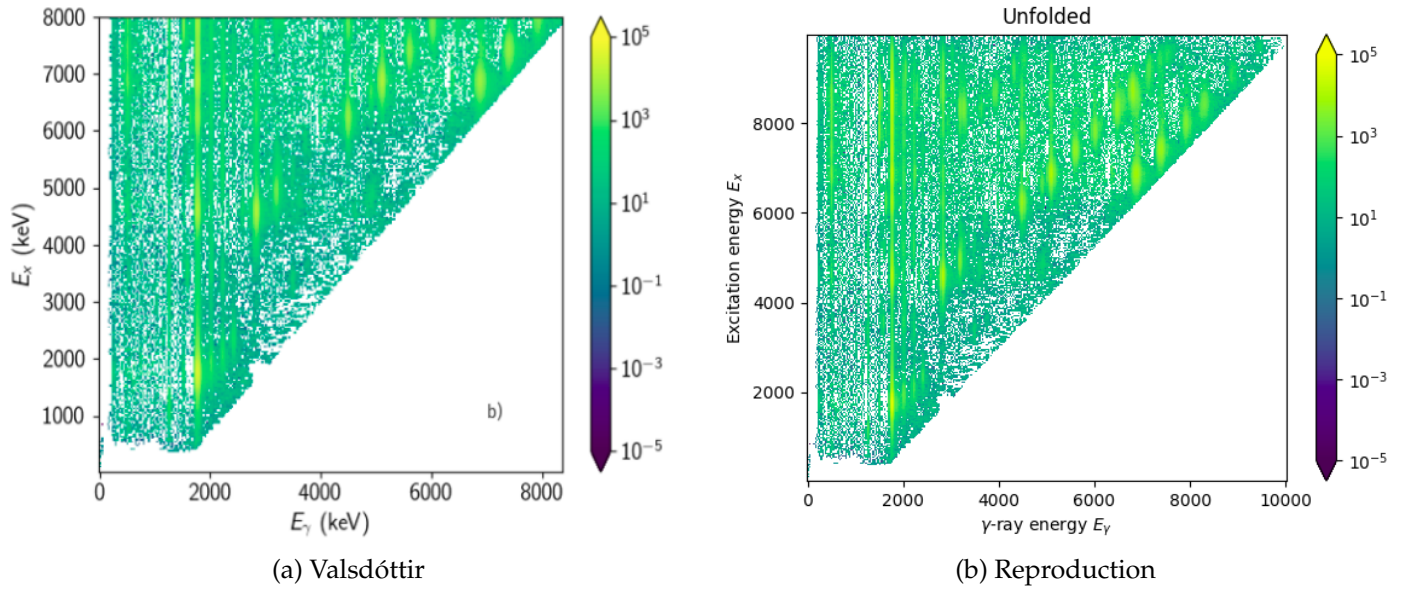 8000
7000
6000
5000
4000
3000
2000
1000
E_x (keV)
0 2000 4000 6000 8000
E_γ (keV)
b)
10^5
10^3
10^1
10^−1
10^−3
10^−5
(a) Valsdóttir
Unfolded
8000
6000
4000
2000
Excitation energy E_x
0 2000 4000 6000 8000 10000
γ-ray energy E_γ
10^5
10^3
10^1
10^−1
10^−3
10^−5
(b) Reproduction